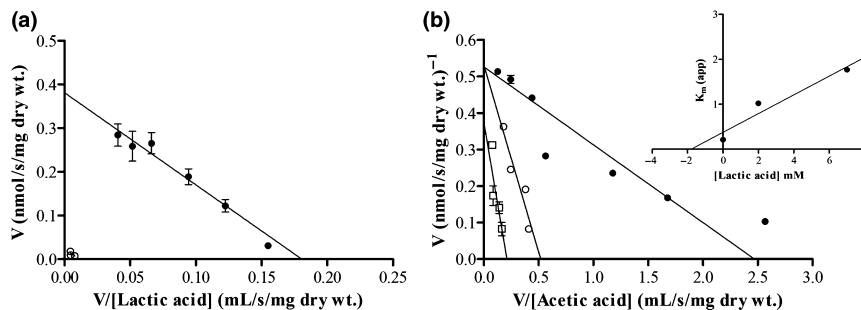 (a)
V (nmol/s/mg dry wt.)
0.5
0.4
0.3
0.2
0.1
0.0
0.00 0.05 0.10 0.15 0.20 0.25
V/[Lactic acid] (mL/s/mg dry wt.)
(b)
V (nmol/s/mg dry wt.)⁻¹
0.6
0.5
0.4
0.3
0.2
0.1
0.0
0.0 0.5 1.0 1.5 2.0 2.5 3.0
V/[Acetic acid] (mL/s/mg dry wt.)
Km (app)
3
2
1
-4 -2 0 2 4 6 8
[Lactic acid] mM